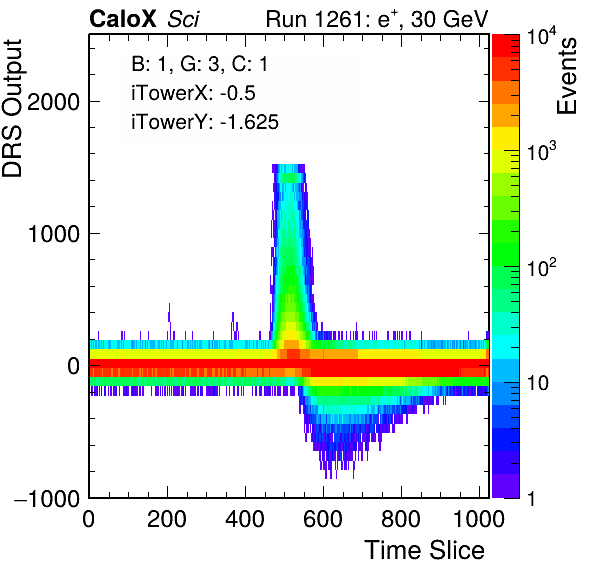 CaloX Sci Run 1261: e⁺, 30 GeV
B: 1, G: 3, C: 1
iTowerX: -0.5
iTowerY: -1.625
DRS Output
2000
1000
0
−1000
0 200 400 600 800 1000
Time Slice
Events
10⁴
10³
10²
10
1